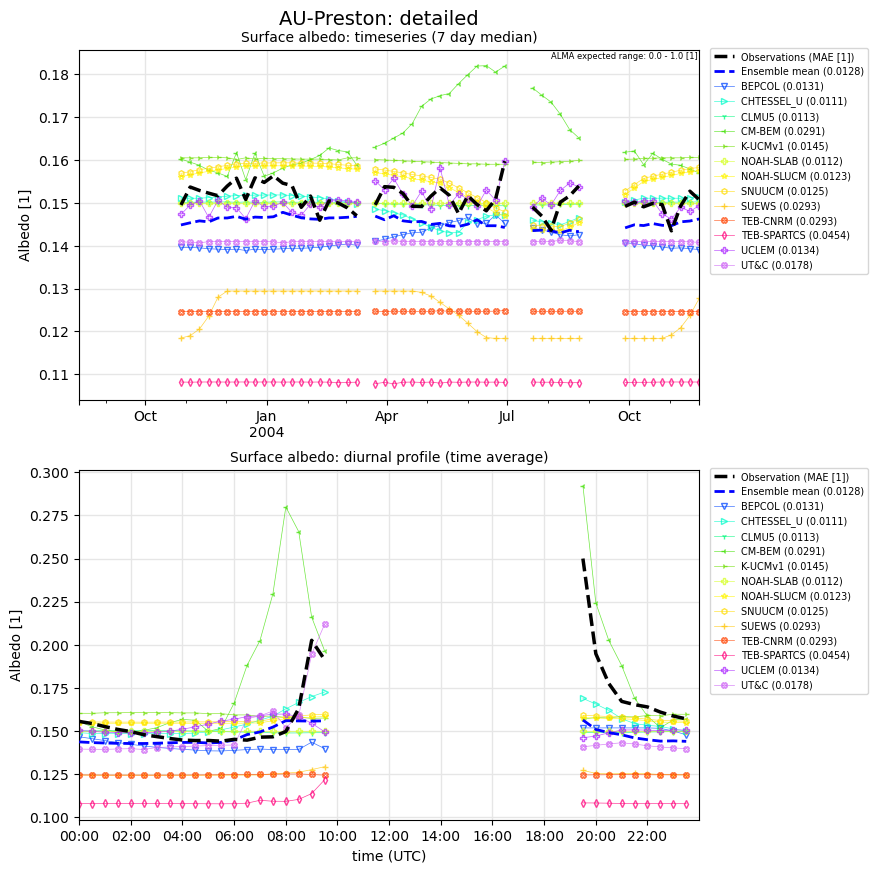 AU-Preston: detailed
Surface albedo: timeseries (7 day median)
ALMA expected range: 0.0 - 1.0 [1]
Albedo [1]
0.18
0.17
0.16
0.15
0.14
0.13
0.12
0.11
Oct
Jan
2004
Apr
Jul
Oct
Observations (MAE [1])
Ensemble mean (0.0128)
BEPCOL (0.0131)
CHTESSEL_U (0.0111)
CLMU5 (0.0113)
CM-BEM (0.0291)
K-UCMv1 (0.0145)
NOAH-SLAB (0.0112)
NOAH-SLUCM (0.0123)
SNUUCM (0.0125)
SUEWS (0.0293)
TEB-CNRM (0.0293)
TEB-SPARTCS (0.0454)
UCLEM (0.0134)
UT&C (0.0178)
Surface albedo: diurnal profile (time average)
Albedo [1]
0.300
0.275
0.250
0.225
0.200
0.175
0.150
0.125
0.100
00:00
02:00
04:00
06:00
08:00
10:00
12:00
14:00
16:00
18:00
20:00
22:00
time (UTC)
Observation (MAE [1])
Ensemble mean (0.0128)
BEPCOL (0.0131)
CHTESSEL_U (0.0111)
CLMU5 (0.0113)
CM-BEM (0.0291)
K-UCMv1 (0.0145)
NOAH-SLAB (0.0112)
NOAH-SLUCM (0.0123)
SNUUCM (0.0125)
SUEWS (0.0293)
TEB-CNRM (0.0293)
TEB-SPARTCS (0.0454)
UCLEM (0.0134)
UT&C (0.0178)